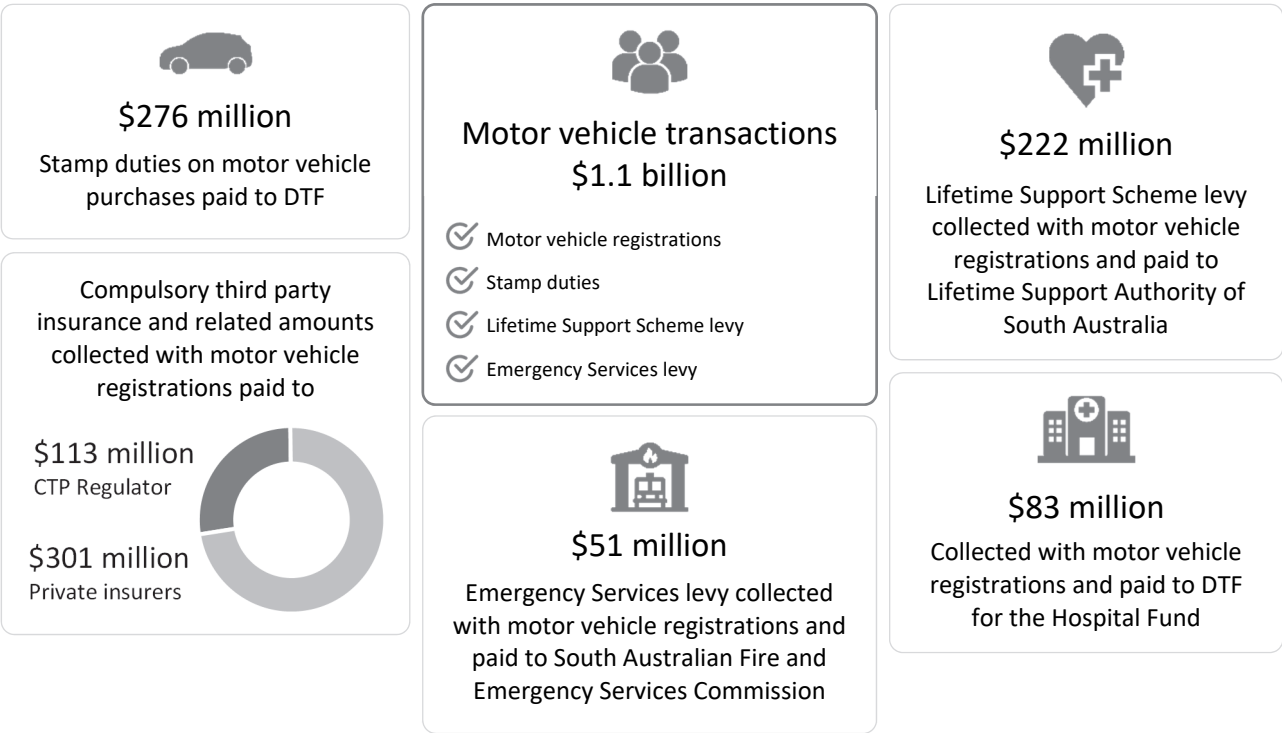 $276 million
Stamp duties on motor vehicle
purchases paid to DTF
Compulsory third party
insurance and related amounts
collected with motor vehicle
registrations paid to
$113 million
CTP Regulator
$301 million
Private insurers
Motor vehicle transactions
$1.1 billion
Motor vehicle registrations
Stamp duties
Lifetime Support Scheme levy
Emergency Services levy
$51 million
Emergency Services levy collected
with motor vehicle registrations and
paid to South Australian Fire and
Emergency Services Commission
$222 million
Lifetime Support Scheme levy
collected with motor vehicle
registrations and paid to
Lifetime Support Authority of
South Australia
$83 million
Collected with motor vehicle
registrations and paid to DTF
for the Hospital Fund